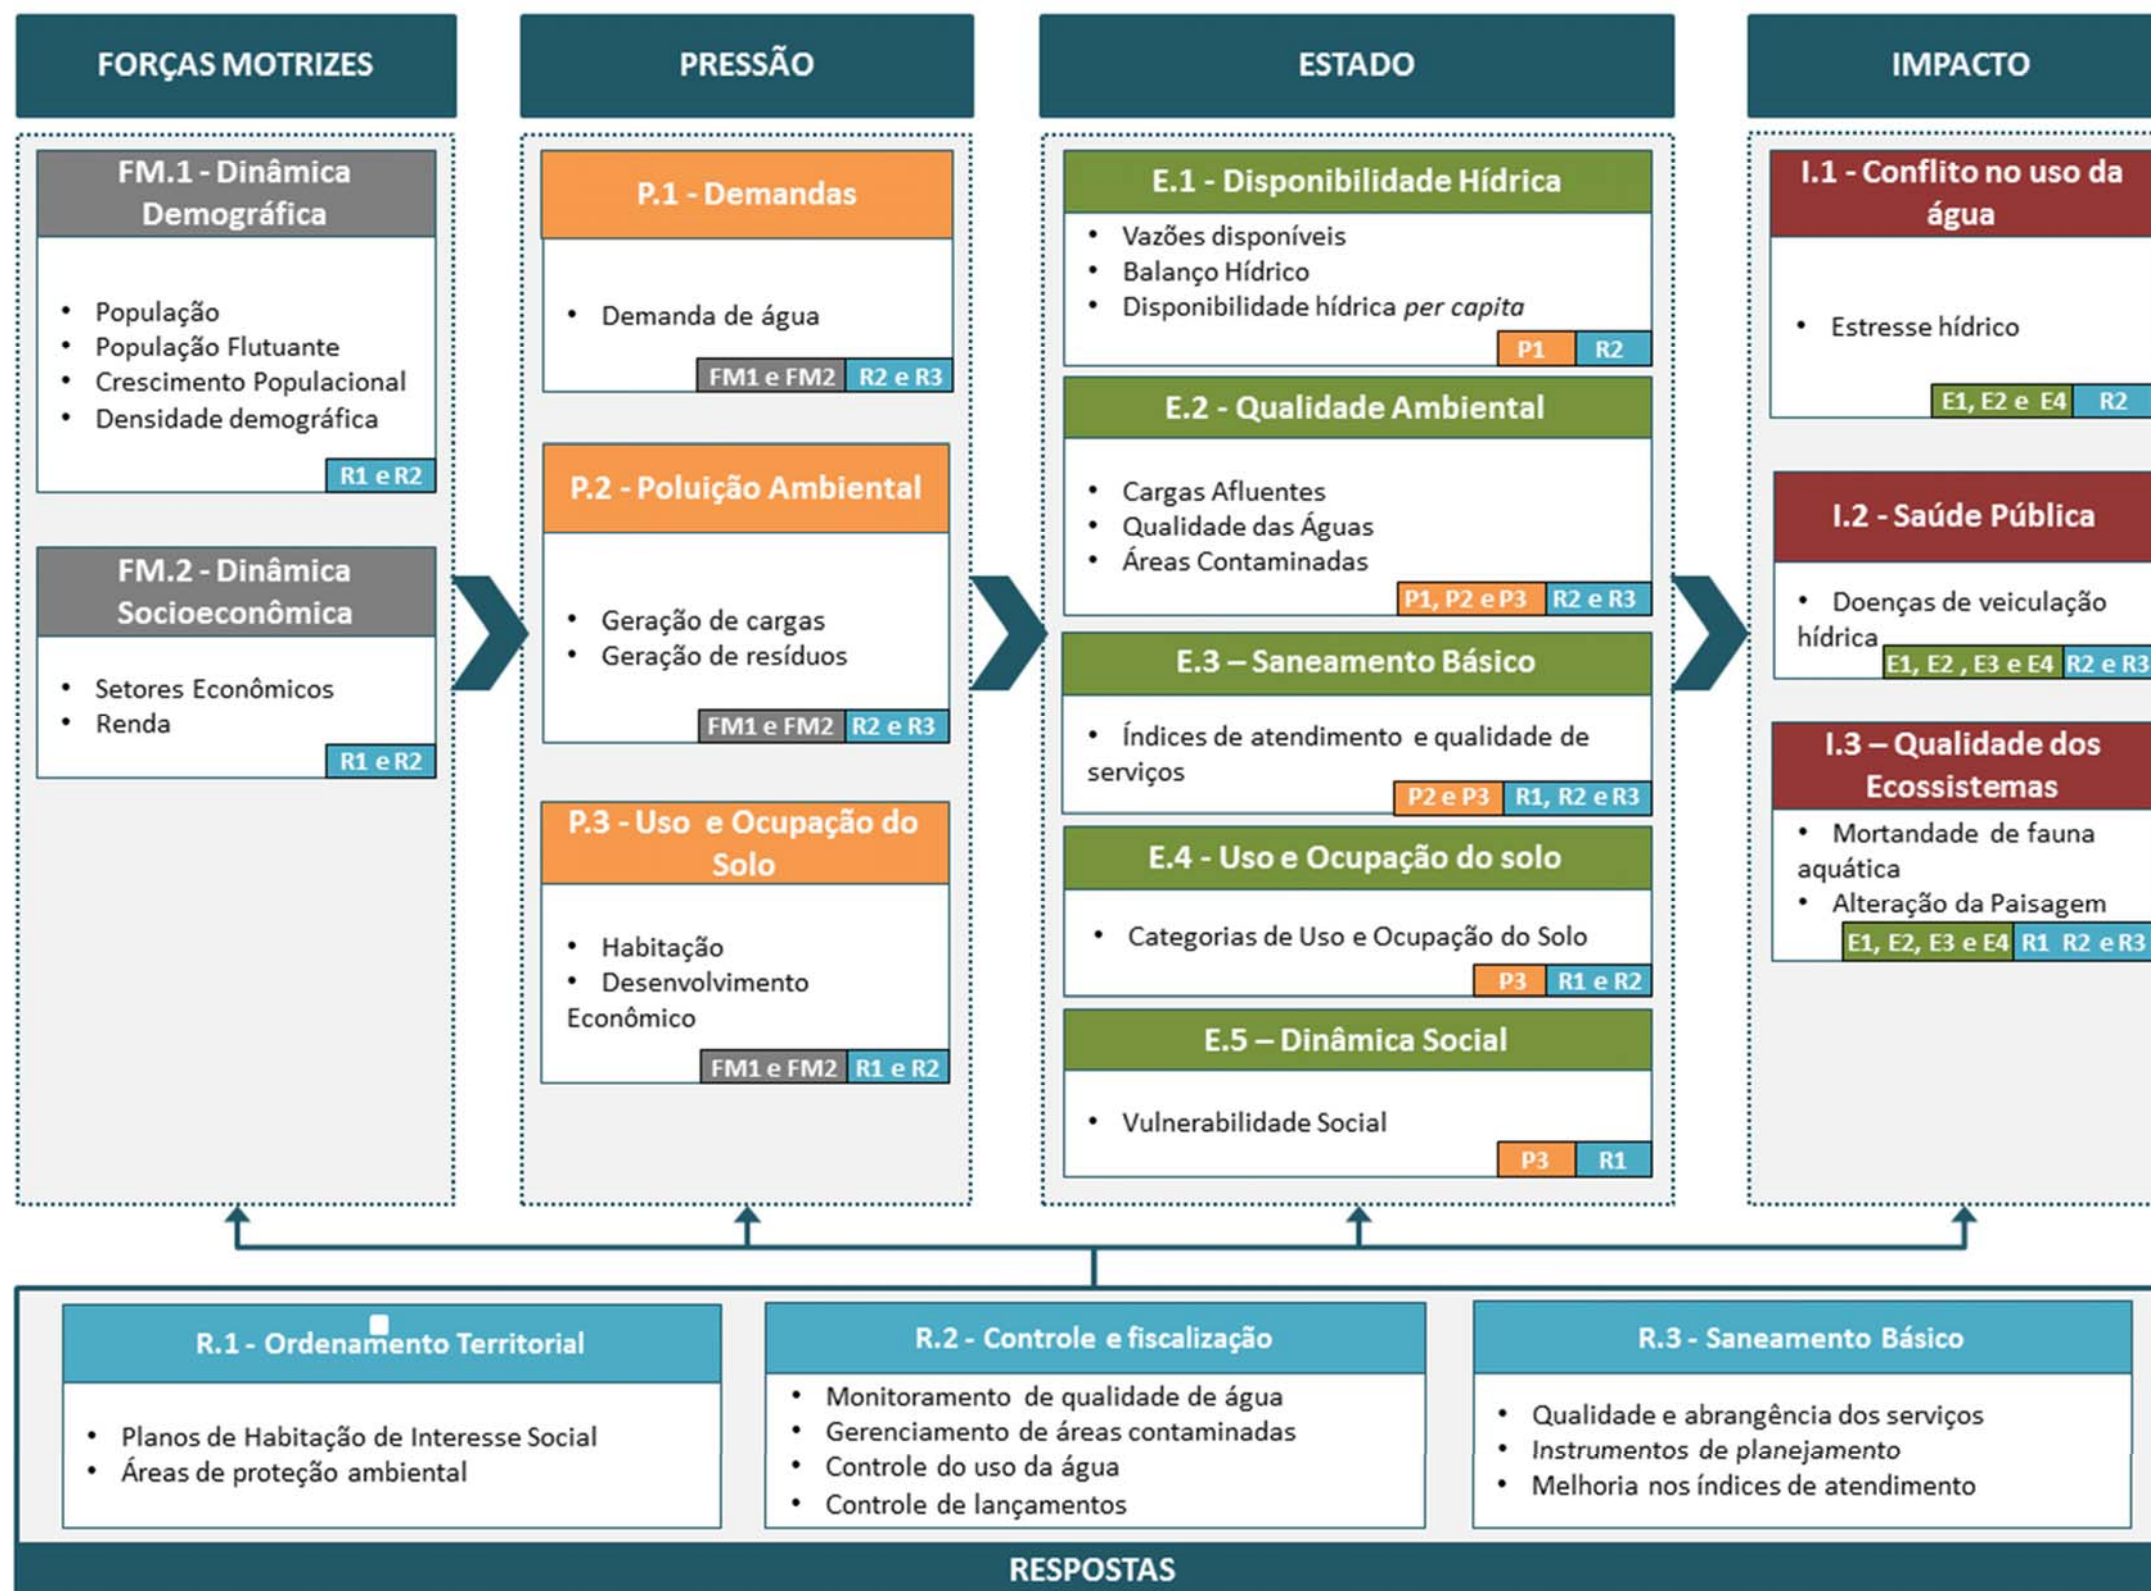 FORÇAS MOTRIZES
FM.1 - Dinâmica
Demográfica
• População
• População Flutuante
• Crescimento Populacional
• Densidade demográfica
R1 e R2
FM.2 - Dinâmica
Socioeconômica
• Setores Econômicos
• Renda
R1 e R2
PRESSÃO
P.1 - Demandas
• Demanda de água
FM1 e FM2 R2 e R3
P.2 - Poluição Ambiental
• Geração de cargas
• Geração de resíduos
FM1 e FM2 R2 e R3
P.3 - Uso e Ocupação do
Solo
• Habitação
• Desenvolvimento
Econômico
FM1 e FM2 R1 e R2
ESTADO
E.1 - Disponibilidade Hídrica
• Vazões disponíveis
• Balanço Hídrico
• Disponibilidade hídrica per capita
P1 R2
E.2 - Qualidade Ambiental
• Cargas Afluentes
• Qualidade das Águas
• Áreas Contaminadas
P1, P2 e P3 R2 e R3
E.3 – Saneamento Básico
• Índices de atendimento e qualidade de
serviços
P2 e P3 R1, R2 e R3
E.4 - Uso e Ocupação do solo
• Categorias de Uso e Ocupação do Solo
P3 R1 e R2
E.5 – Dinâmica Social
• Vulnerabilidade Social
P3 R1
IMPACTO
I.1 - Conflito no uso da
água
• Estresse hídrico
E1, E2 e E4 R2
I.2 - Saúde Pública
• Doenças de veiculação
hídrica
E1, E2 , E3 e E4 R2 e R3
I.3 – Qualidade dos
Ecossistemas
• Mortandade de fauna
aquática
• Alteração da Paisagem
E1, E2, E3 e E4 R1 R2 e R3
R.1 - Ordenamento Territorial
• Planos de Habitação de Interesse Social
• Áreas de proteção ambiental
R.2 - Controle e fiscalização
• Monitoramento de qualidade de água
• Gerenciamento de áreas contaminadas
• Controle do uso da água
• Controle de lançamentos
R.3 - Saneamento Básico
• Qualidade e abrangência dos serviços
• Instrumentos de planejamento
• Melhoria nos índices de atendimento
RESPOSTAS